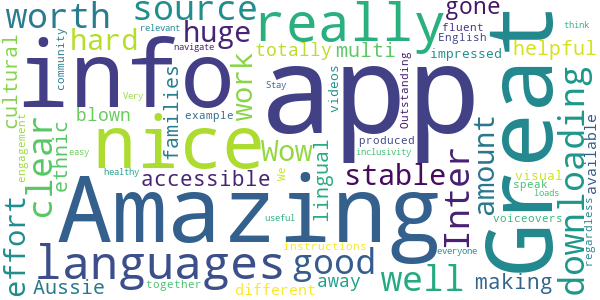 worth
source
really
gone
fluent
English
think
relevant
navigate
community
hard
huge
totally
multi
impressed
helpful
info
app
Great
cultural
clear
ethnic
blown
nice
families
example
work
Wow
videos
produced
Outstanding
inclusivity
Very
Stay
engagement
easy
healthy
We
accessible
lingual
stable
Inter
amount
visual
speak
loads
voiceovers
downloading
available
regardless
Amazing
effort
languages
useful
instructions
everyone
good
well
making
Aussie
together
different
away